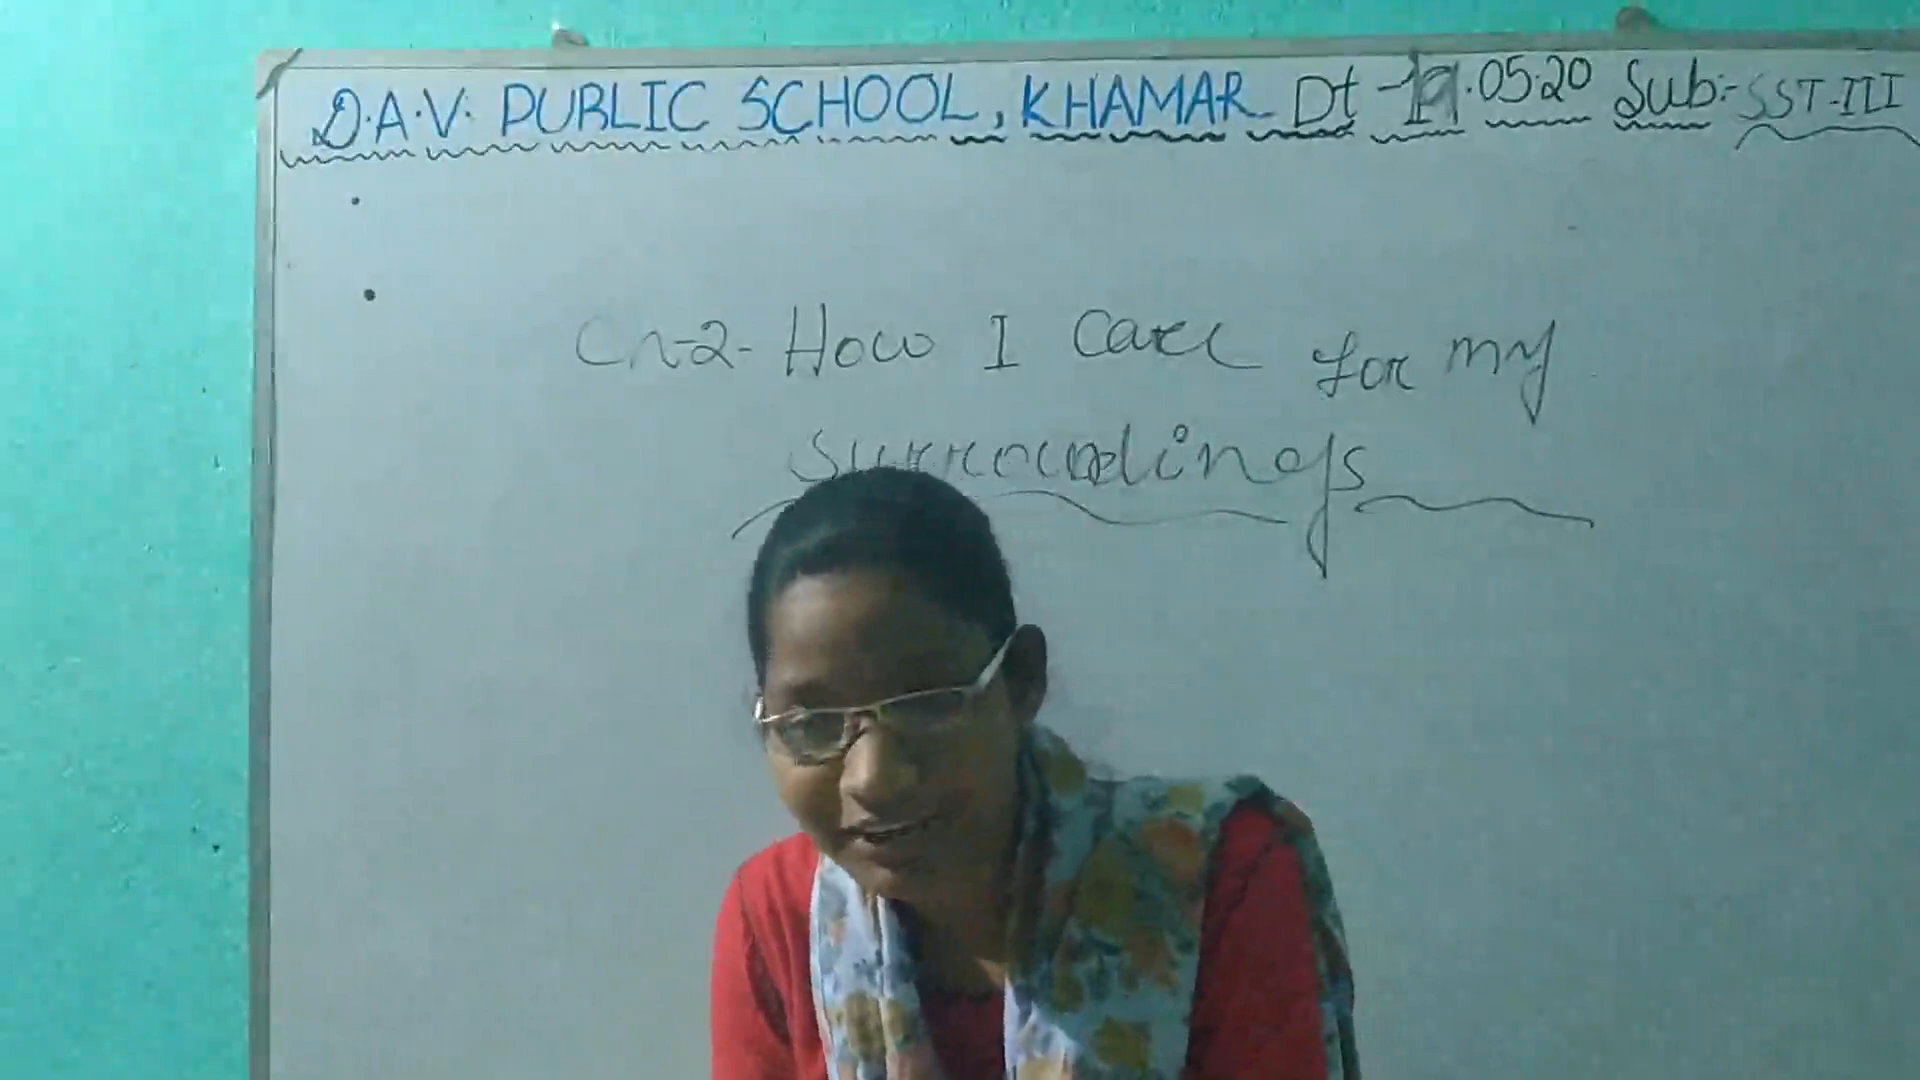 D.A.V. PUBLIC SCHOOL, KHAMAR Dt-19.05.20 Sub:-SST-III
Ch-2- How I Care for my
Surroundings